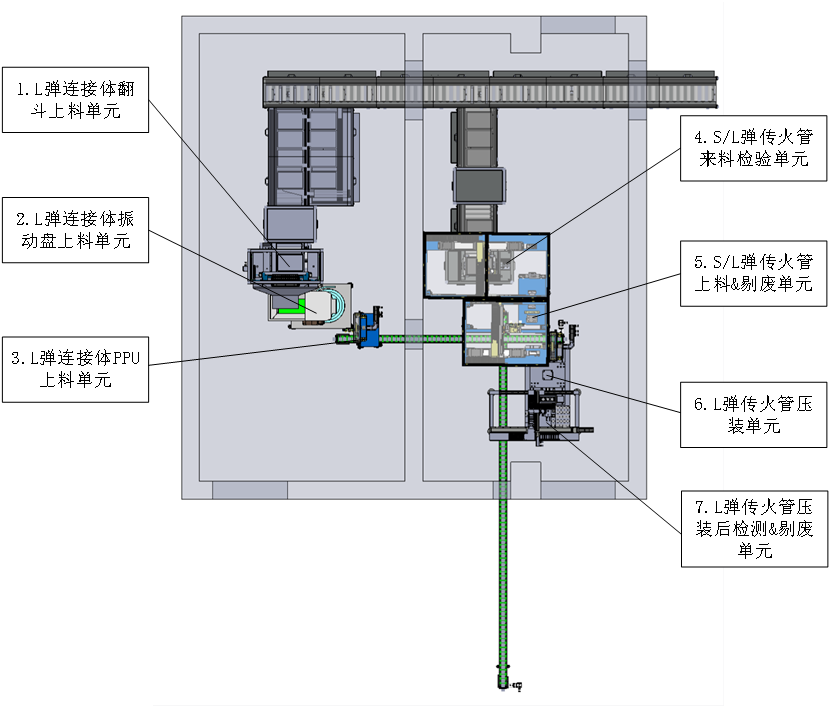 1.L弹连接体翻
斗上料单元
2.L弹连接体振
动盘上料单元
3.L弹连接体PPU
上料单元
4.S/L弹传火管
来料检验单元
5.S/L弹传火管
上料&剔废单元
6.L弹传火管压
装单元
7.L弹传火管压
装后检测&剔废
单元